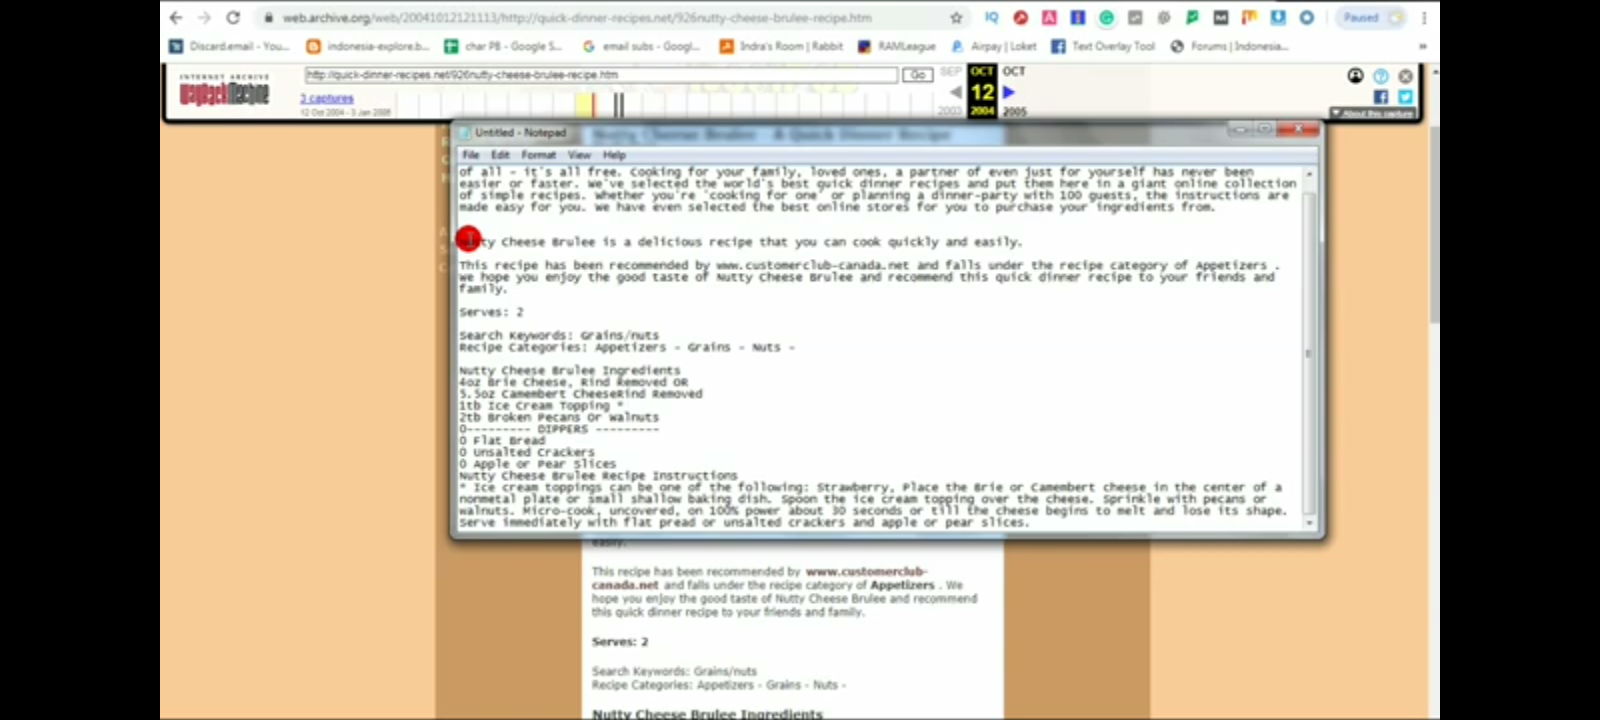 web.archive.org/web/20041012121113/http://quick-dinner-recipes.net/926nutty-cheese-brulee-recipe.htm
Paused
Discard.email - You...
indonesia-explore.b...
char PB - Google S...
email subs - Googl...
Indra's Room | Rabbit
RAMLeague
Airpay | Loket
Text Overlay Tool
Forums | Indonesia...
»
INTERNET ARCHIVE
WayBackMachine
http://quick-dinner-recipes.net/926nutty-cheese-brulee-recipe.htm
Go
SEP
OCT
OCT
3 captures
12
12 Oct 2004 - 3 Jan 2006
2003
2004
2005
About this capture
Nutty Cheese Brulee - A Quick Dinner Recipe
Untitled - Notepad
File Edit Format View Help
of all - it's all free. Cooking for your family, loved ones, a partner of even just for yourself has never been
easier or faster. We've selected the world's best quick dinner recipes and put them here in a giant online collection
of simple recipes. Whether you're 'cooking for one' or planning a dinner-party with 100 guests, the instructions are
made easy for you. We have even selected the best online stores for you to purchase your ingredients from.
Cheese Brulee is a delicious recipe that you can cook quickly and easily.
This recipe has been recommended by www.customerclub-canada.net and falls under the recipe category of Appetizers .
We hope you enjoy the good taste of Nutty Cheese Brulee and recommend this quick dinner recipe to your friends and
family.
Serves: 2
Search Keywords: Grains/nuts
Recipe Categories: Appetizers - Grains - Nuts -
Nutty Cheese Brulee Ingredients
4oz Brie Cheese, Rind Removed OR
5.5oz Camembert CheeseRind Removed
1tb Ice Cream Topping *
2tb Broken Pecans Or Walnuts
0--------- DIPPERS ---------
0 Flat Bread
0 Unsalted Crackers
0 Apple or Pear Slices
Nutty Cheese Brulee Recipe Instructions
* Ice cream toppings can be one of the following: Strawberry, Place the Brie or Camembert cheese in the center of a
nonmetal plate or small shallow baking dish. Spoon the ice cream topping over the cheese. Sprinkle with pecans or
walnuts. Micro-cook, uncovered, on 100% power about 30 seconds or till the cheese begins to melt and lose its shape.
Serve immediately with flat pread or unsalted crackers and apple or pear slices.
easily.
This recipe has been recommended by www.customerclub-
canada.net and falls under the recipe category of Appetizers . We
hope you enjoy the good taste of Nutty Cheese Brulee and recommend
this quick dinner recipe to your friends and family.
Serves: 2
Search Keywords: Grains/nuts
Recipe Categories: Appetizers - Grains - Nuts -
Nutty Cheese Brulee Ingredients